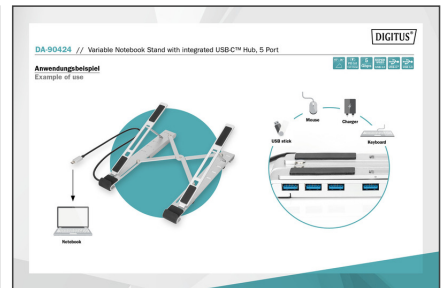 DIGITUS®
DA-90424 // Variable Notebook Stand with integrated USB-C™ Hub, 5 Port
Anwendungsbeispiel
Example of use
Mouse
Charger
USB stick
Keyboard
Notebook